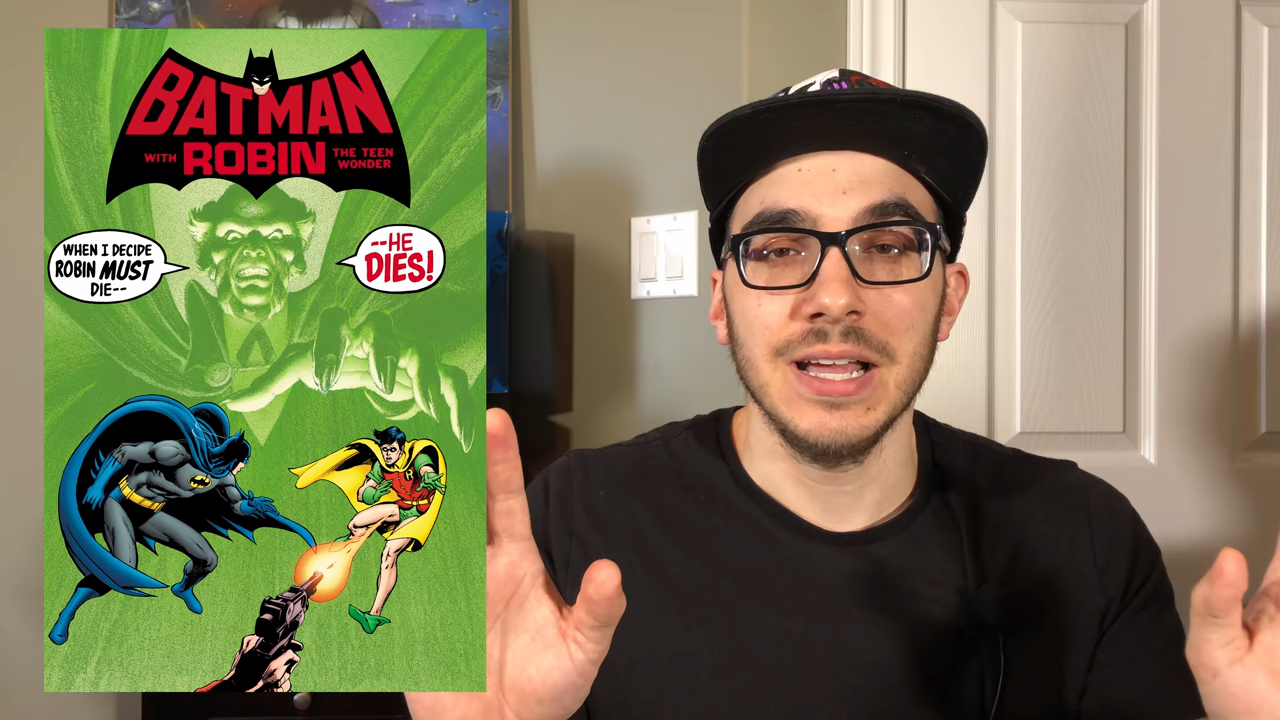 BATMAN
WITH ROBIN THE TEEN
WONDER
WHEN I DECIDE
ROBIN MUST
DIE--
--HE
DIES!
R